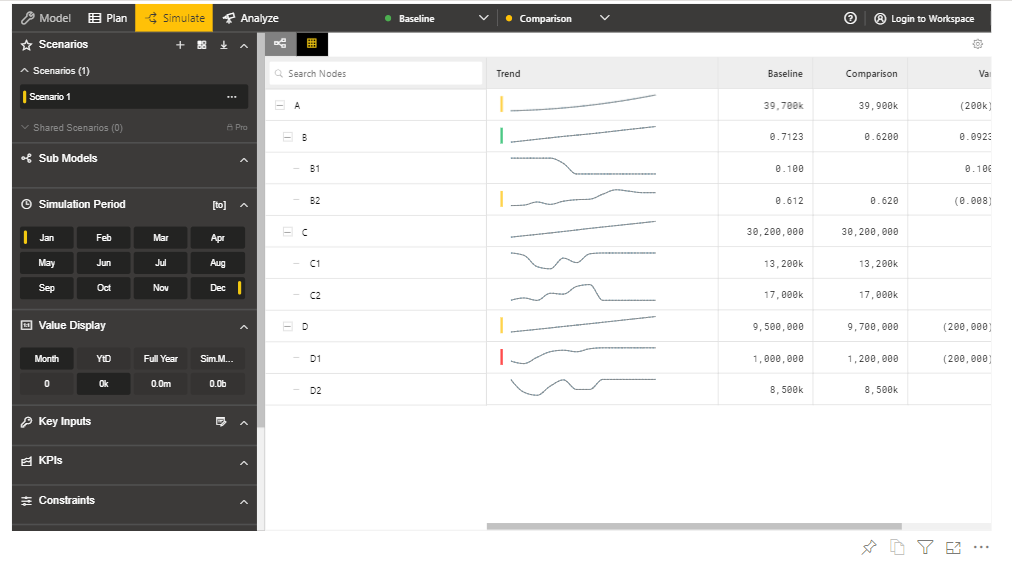 Model Plan Simulate Analyze Baseline Comparison Login to Workspace
Scenarios
Scenarios (1)
Scenario 1 ...
Shared Scenarios (0) Pro
Sub Models
Simulation Period [to]
Jan Feb Mar Apr
May Jun Jul Aug
Sep Oct Nov Dec
Value Display
Month YtD Full Year Sim.M...
0 0k 0.0m 0.0b
Key Inputs
KPIs
Constraints
Search Nodes Trend Baseline Comparison Va
A 39,700k 39,900k (200k)
B 0.7123 0.6200 0.0923
B1 0.100 0.100
B2 0.612 0.620 (0.008)
C 30,200,000 30,200,000
C1 13,200k 13,200k
C2 17,000k 17,000k
D 9,500,000 9,700,000 (200,000)
D1 1,000,000 1,200,000 (200,000)
D2 8,500k 8,500k